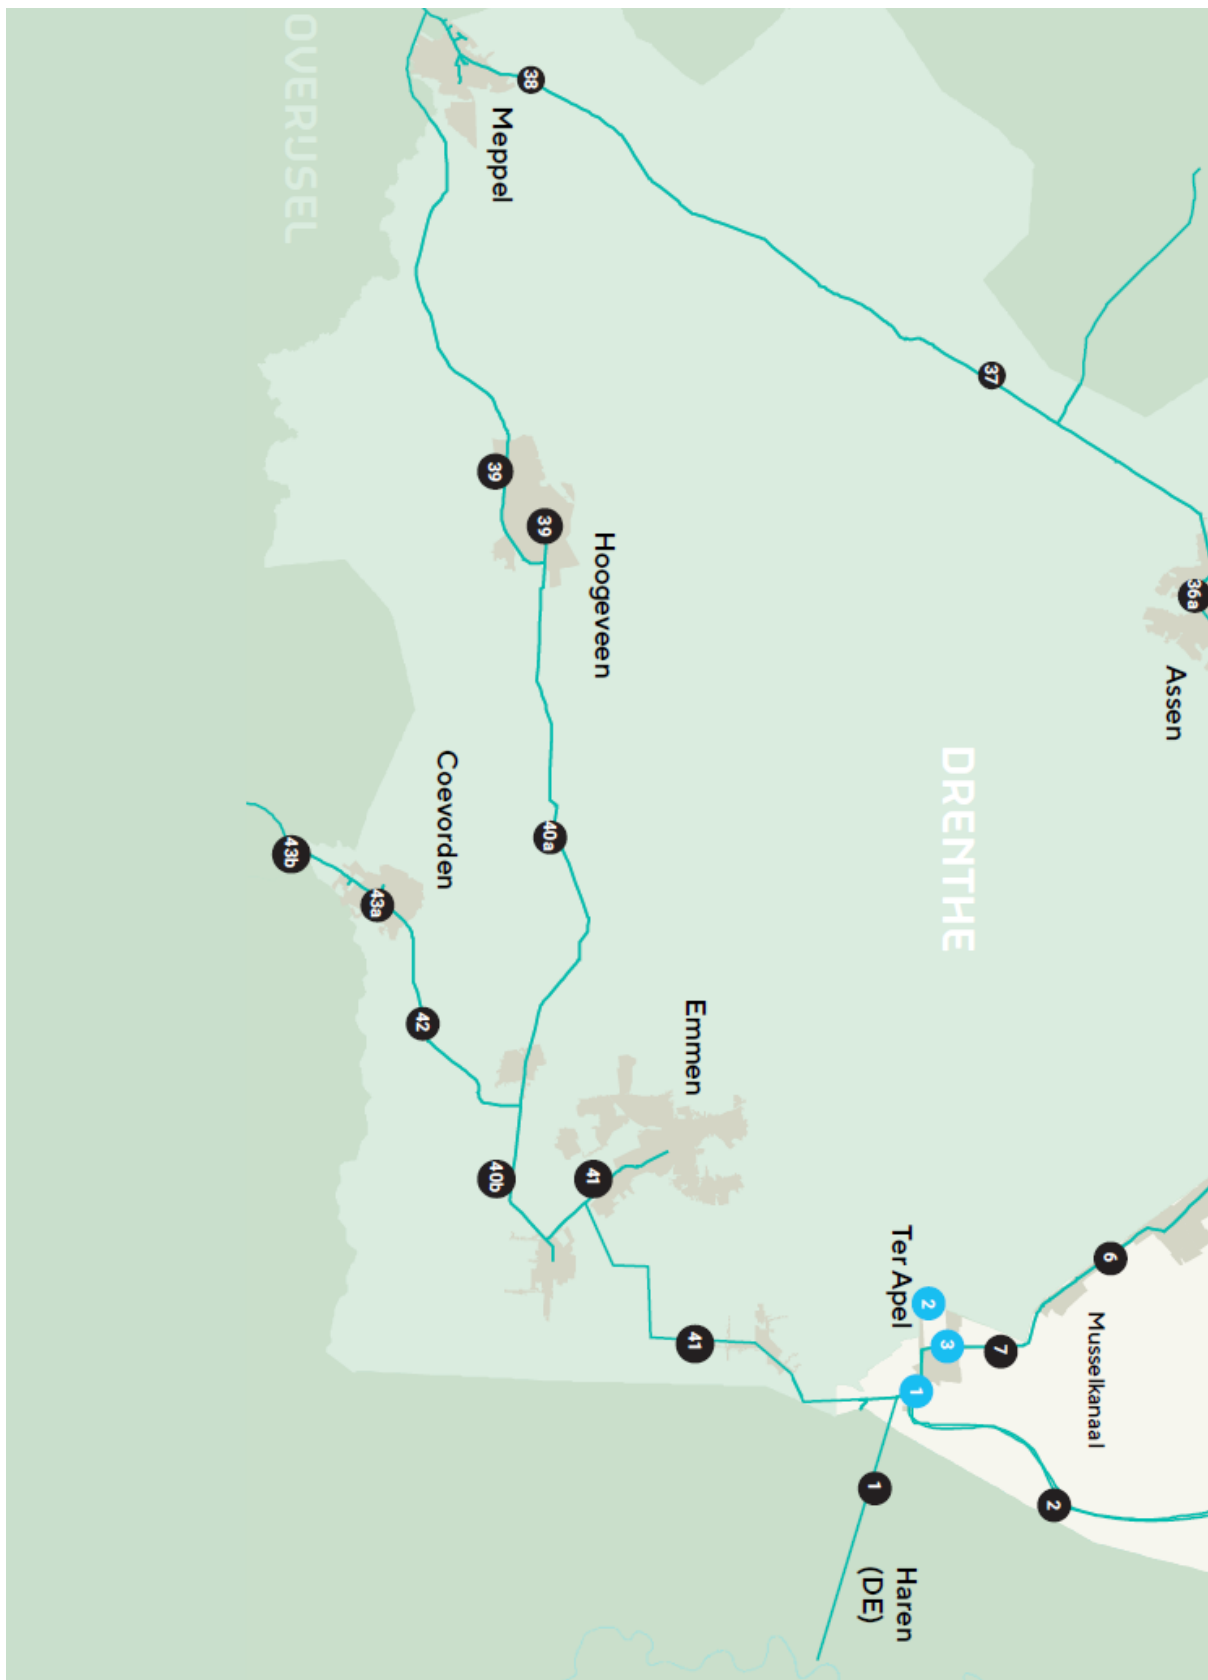 36a
Assen
6
Musselkanaal
2
7
37
DRENTHE
3
2
1
Ter Apel
Haren
(DE)
1
Emmen
41
Hoogeveen
41
40a
39
38
Meppel
39
40b
Coevorden
42
43a
OVERIJSEL
43b